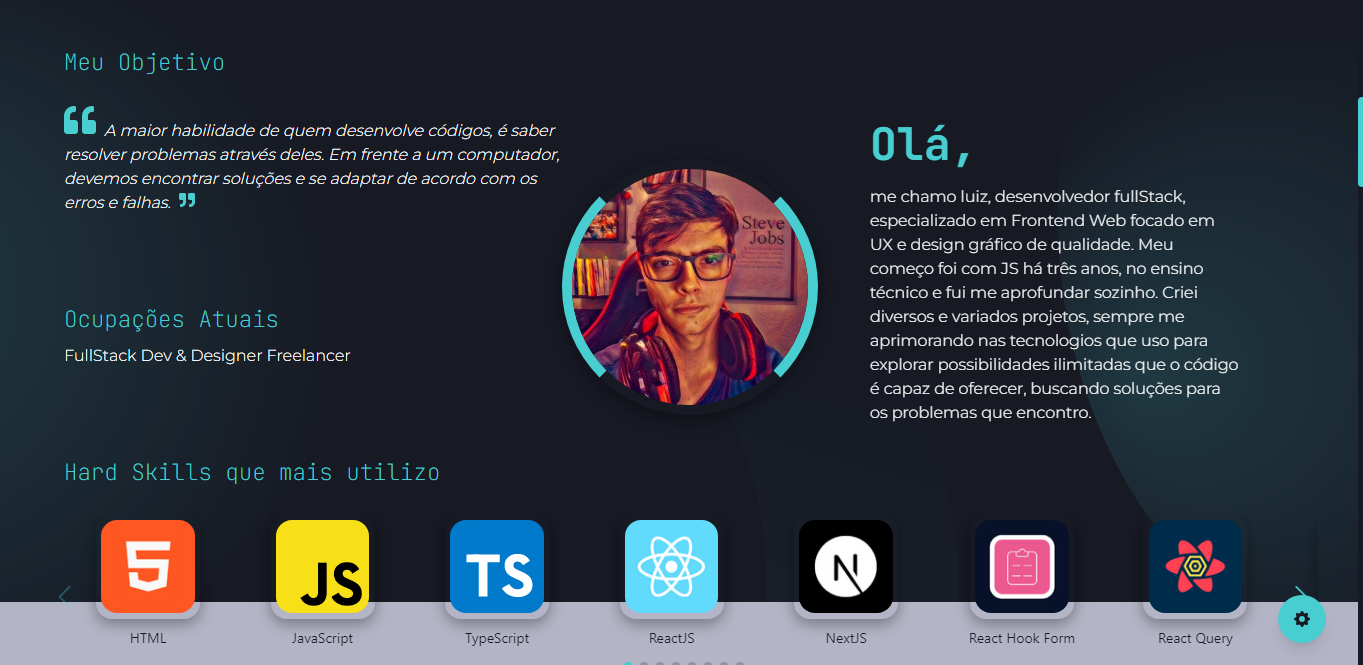 Meu Objetivo
A maior habilidade de quem desenvolve códigos, é saber
resolver problemas através deles. Em frente a um computador,
devemos encontrar soluções e se adaptar de acordo com os
erros e falhas.
Ocupações Atuais
FullStack Dev & Designer Freelancer
Steve
Jobs
Olá,
me chamo luiz, desenvolvedor fullStack,
especializado em Frontend Web focado em
UX e design gráfico de qualidade. Meu
começo foi com JS há três anos, no ensino
técnico e fui me aprofundar sozinho. Criei
diversos e variados projetos, sempre me
aprimorando nas tecnologios que uso para
explorar possibilidades ilimitadas que o código
é capaz de oferecer, buscando soluções para
os problemas que encontro.
Hard Skills que mais utilizo
5
JS
TS
N
HTML
JavaScript
TypeScript
ReactJS
NextJS
React Hook Form
React Query